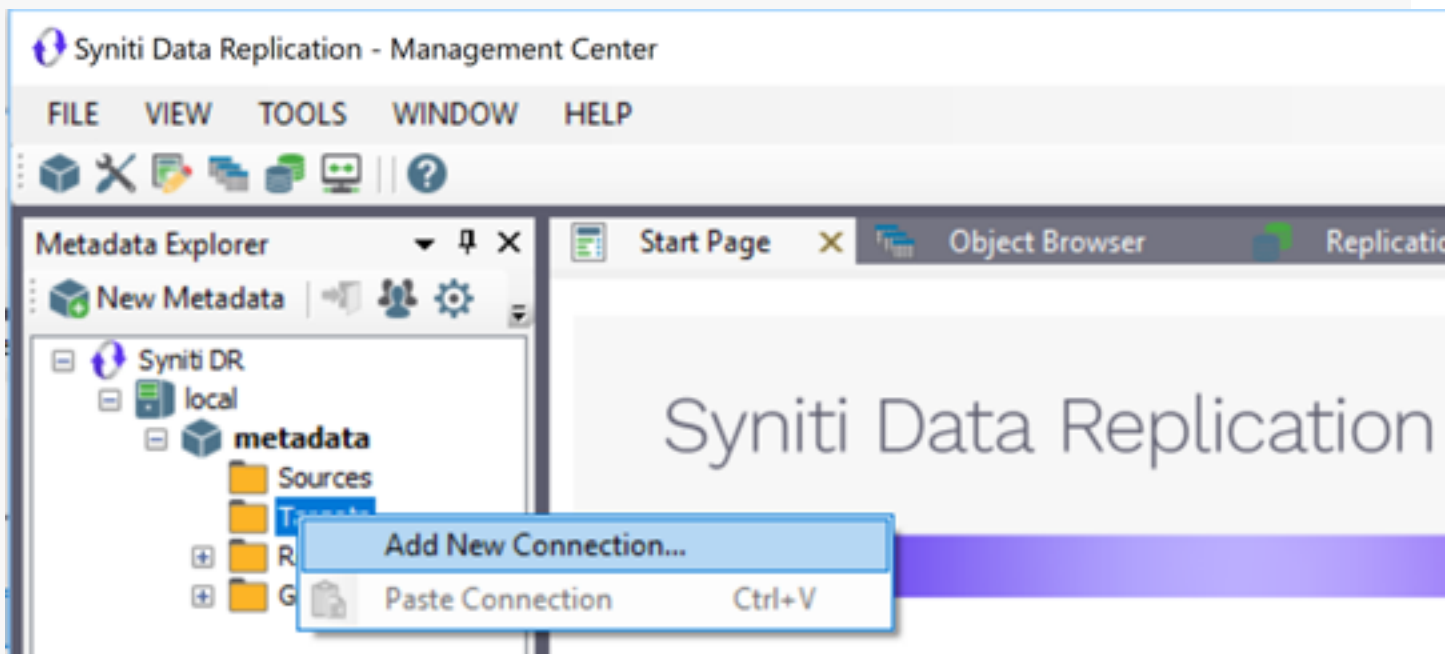 Syniti Data Replication - Management Center
FILE VIEW TOOLS WINDOW HELP
Metadata Explorer
New Metadata
Syniti DR
local
metadata
Sources
R
G
Add New Connection...
Paste Connection Ctrl+V
Start Page
Object Browser
Replicatio
Syniti Data Replication